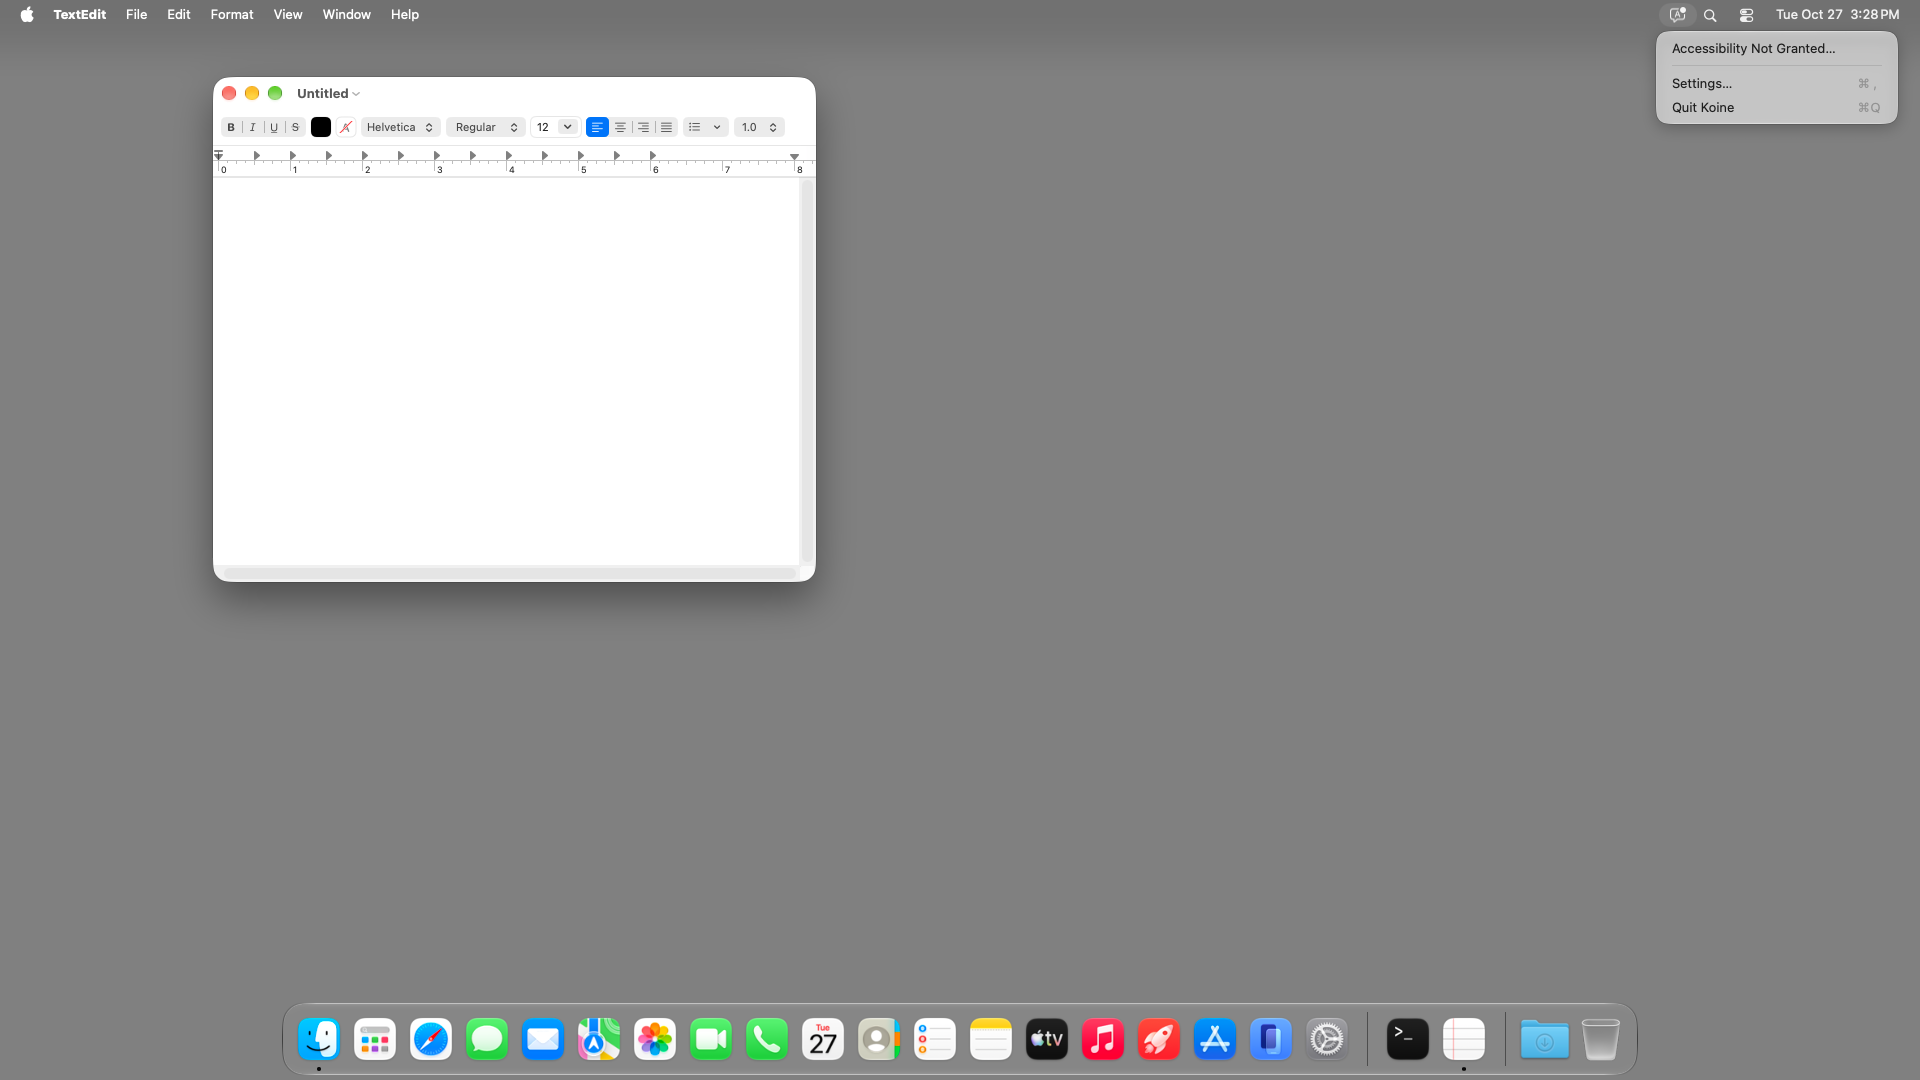 TextEdit File Edit Format View Window Help
Tue Oct 27 3:28 PM
Accessibility Not Granted...
Settings... ⌘ ,
Quit Koine ⌘Q
Untitled
B I U S Helvetica Regular 12 1.0
0 1 2 3 4 5 6 7 8
Tue
27
tv
>_